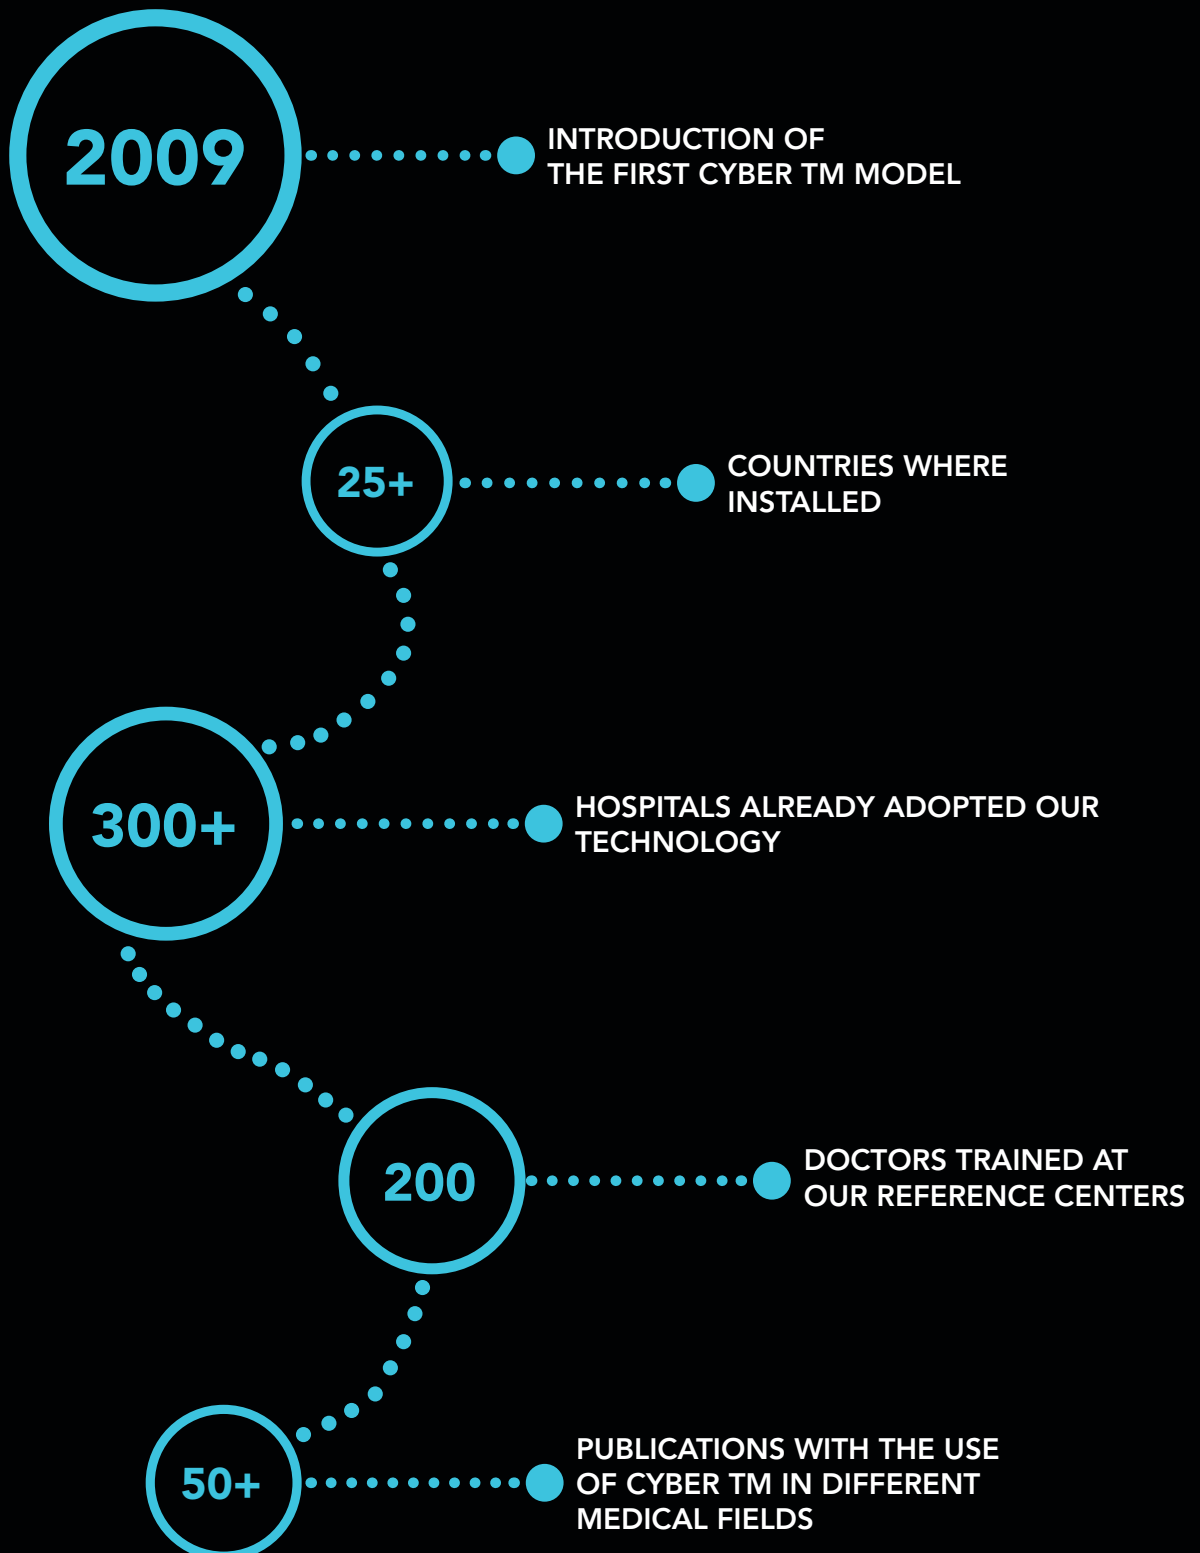 2009
INTRODUCTION OF
THE FIRST CYBER TM MODEL
25+
COUNTRIES WHERE
INSTALLED
300+
HOSPITALS ALREADY ADOPTED OUR
TECHNOLOGY
200
DOCTORS TRAINED AT
OUR REFERENCE CENTERS
50+
PUBLICATIONS WITH THE USE
OF CYBER TM IN DIFFERENT
MEDICAL FIELDS